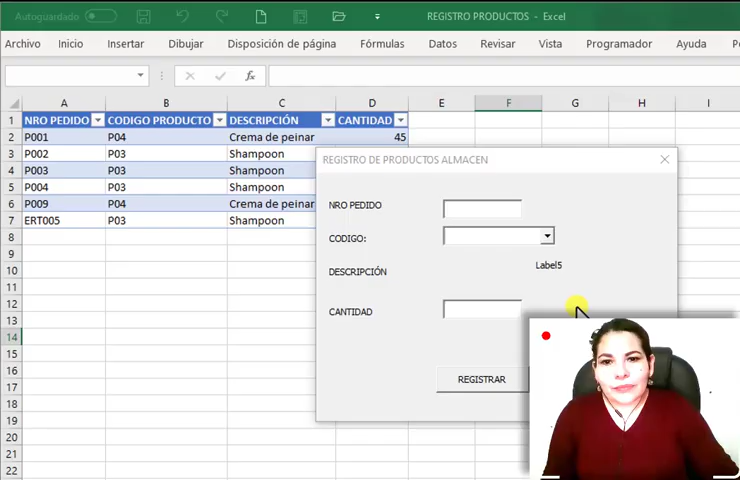 Autoguardado
REGISTRO PRODUCTOS - Excel
Archivo Inicio Insertar Dibujar Disposición de página Fórmulas Datos Revisar Vista Programador Ayuda Power
fx
A B C D E F G H I
1 NRO PEDIDO CODIGO PRODUCTO DESCRIPCIÓN CANTIDAD
2 P001 P04 Crema de peinar 45
3 P002 P03 Shampoon
4 P003 P03 Shampoon
5 P004 P03 Shampoon
6 P009 P04 Crema de peinar
7 ERT005 P03 Shampoon
8
9
10
11
12
13
14
15
16
17
18
19
20
21
22
REGISTRO DE PRODUCTOS ALMACEN
NRO PEDIDO
CODIGO:
Label5
DESCRIPCIÓN
CANTIDAD
REGISTRAR